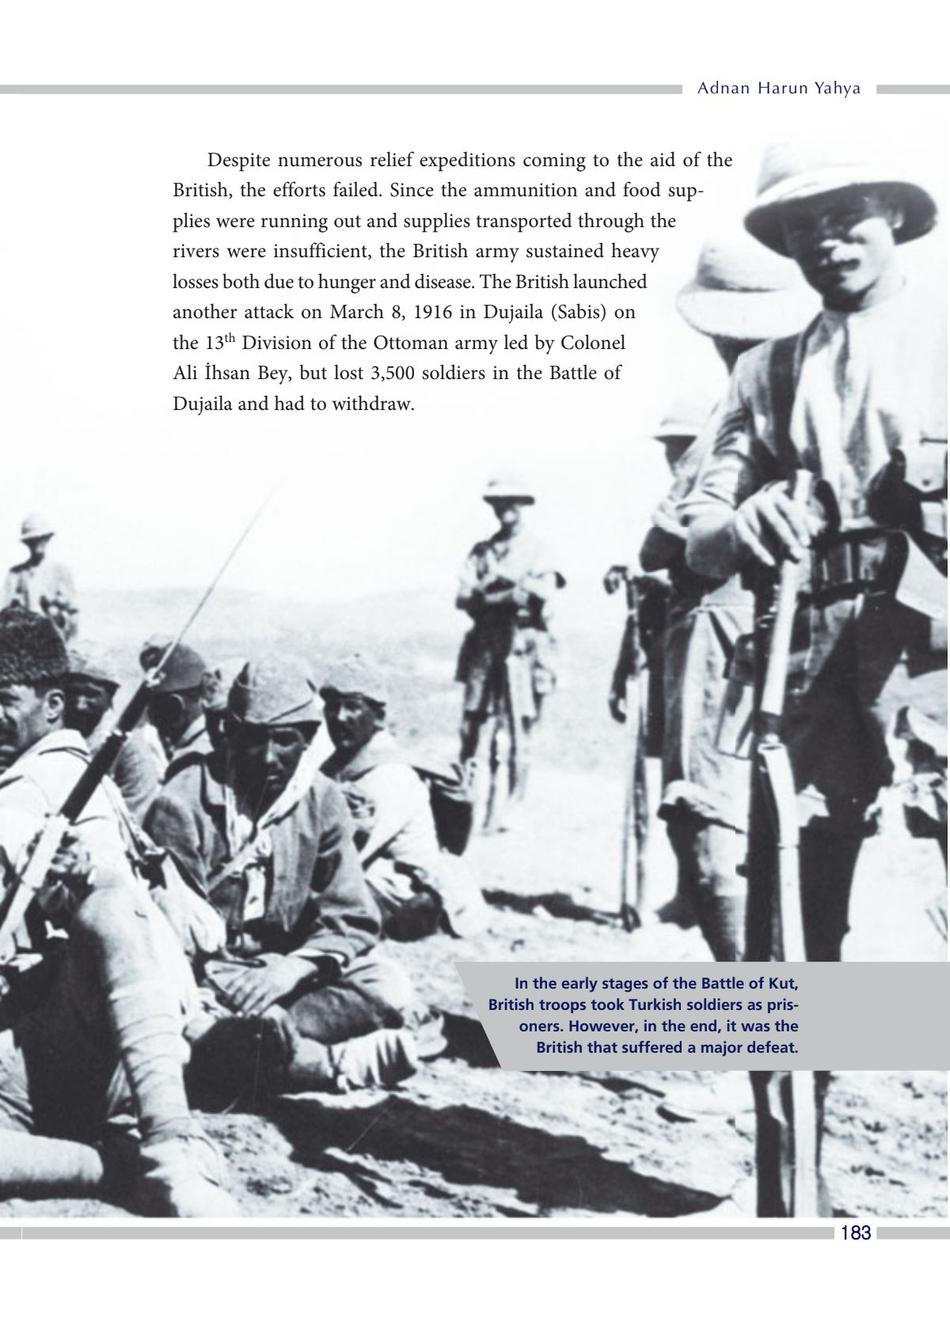 Adnan Harun Yahya
Despite numerous relief expeditions coming to the aid of the
British, the efforts failed. Since the ammunition and food sup-
plies were running out and supplies transported through the
rivers were insufficient, the British army sustained heavy
losses both due to hunger and disease. The British launched
another attack on March 8, 1916 in Dujaila (Sabis) on
the 13th Division of the Ottoman army led by Colonel
Ali İhsan Bey, but lost 3,500 soldiers in the Battle of
Dujaila and had to withdraw.
In the early stages of the Battle of Kut,
British troops took Turkish soldiers as pris-
oners. However, in the end, it was the
British that suffered a major defeat.
183